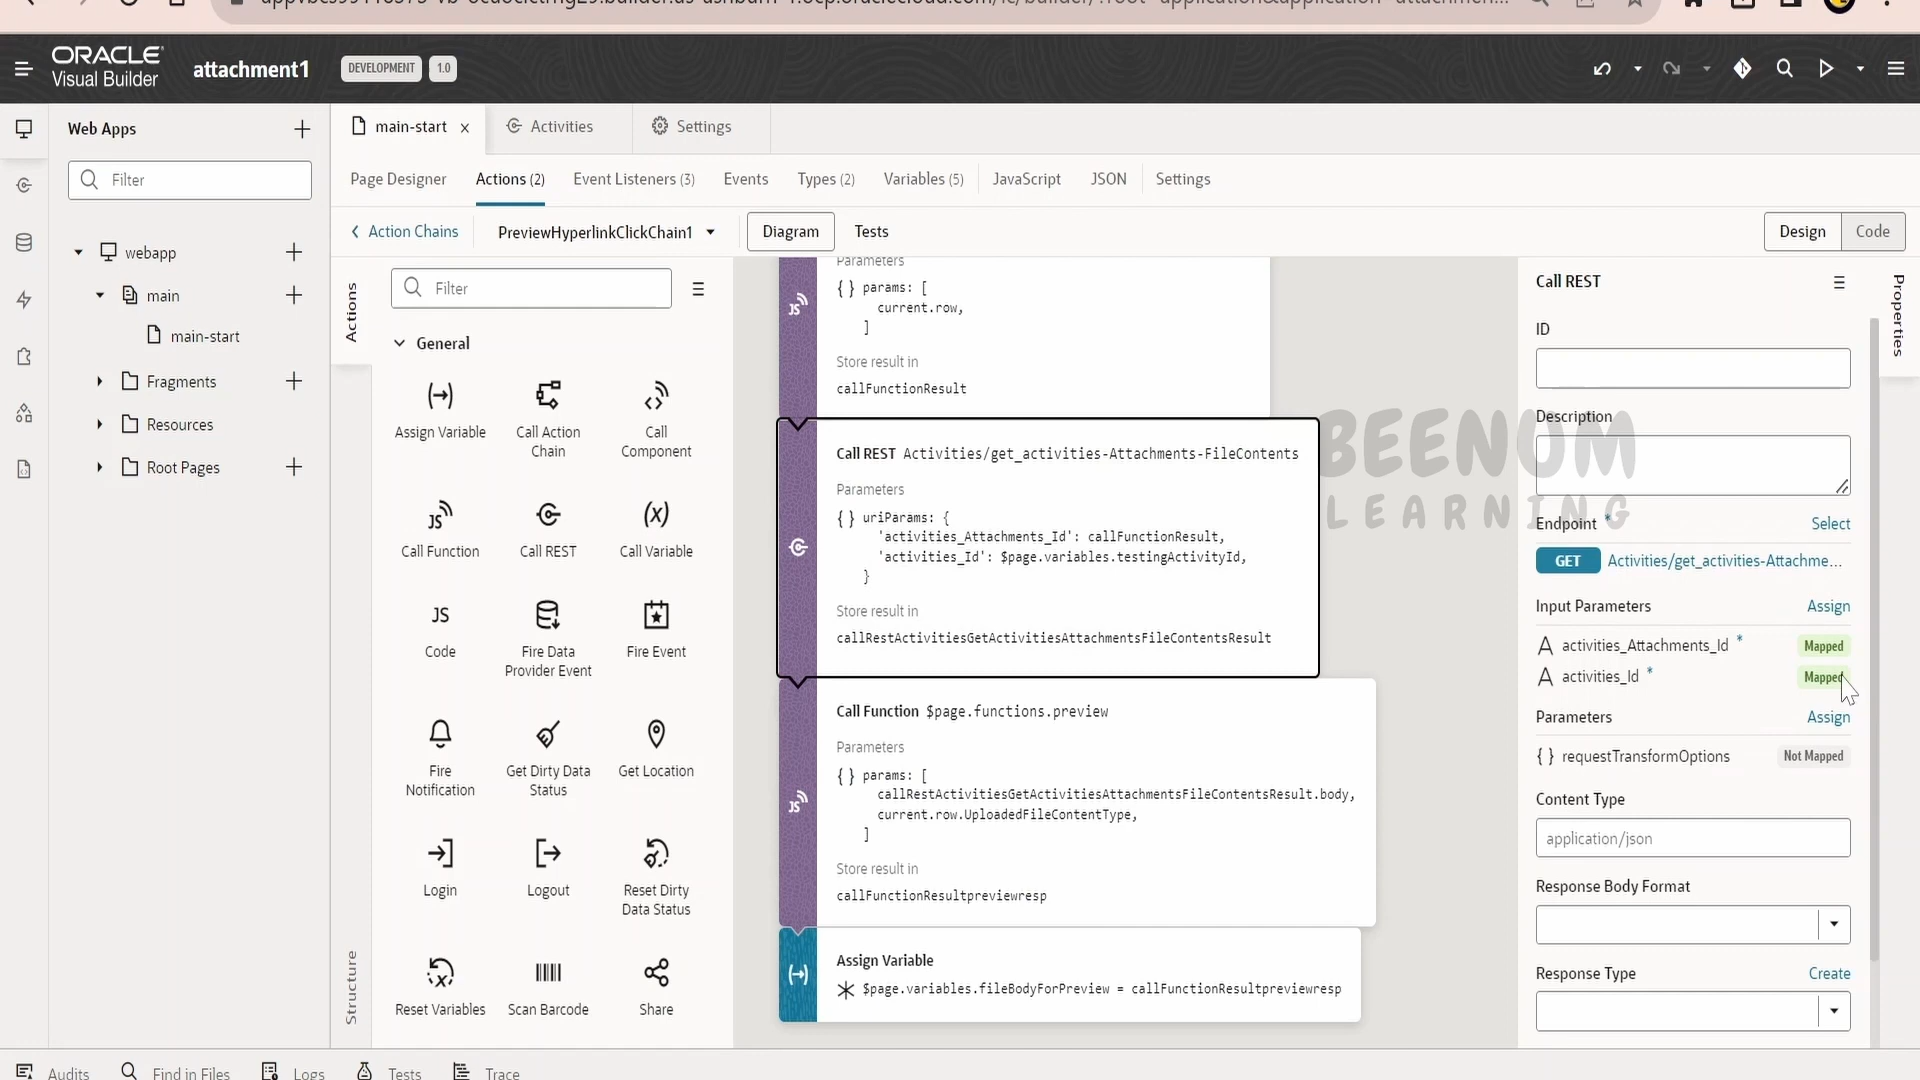 ORACLE
Visual Builder
attachment1
DEVELOPMENT
1.0
Web Apps
Filter
webapp
main
main-start
Fragments
Resources
Root Pages
main-start
Activities
Settings
Page Designer
Actions (2)
Event Listeners (3)
Events
Types (2)
Variables (5)
JavaScript
JSON
Settings
Action Chains
PreviewHyperlinkClickChain1
Diagram
Tests
Design
Code
Actions
Structure
Filter
General
Assign Variable
Call Action
Chain
Call
Component
Call Function
Call REST
Call Variable
Code
Fire Data
Provider Event
Fire Event
Fire
Notification
Get Dirty Data
Status
Get Location
Login
Logout
Reset Dirty
Data Status
Reset Variables
Scan Barcode
Share
Parameters
{ } params: [
current.row,
]
Store result in
callFunctionResult
Call REST Activities/get_activities-Attachments-FileContents
Parameters
{ } uriParams: {
'activities_Attachments_Id': callFunctionResult,
'activities_Id': $page.variables.testingActivityId,
}
Store result in
callRestActivitiesGetActivitiesAttachmentsFileContentsResult
Call Function $page.functions.preview
Parameters
{ } params: [
callRestActivitiesGetActivitiesAttachmentsFileContentsResult.body,
current.row.UploadedFileContentType,
]
Store result in
callFunctionResultpreviewresp
Assign Variable
$page.variables.fileBodyForPreview = callFunctionResultpreviewresp
BEENUM
LEARNING
Call REST
Properties
ID
Description
Endpoint *
Select
GET
Activities/get_activities-Attachme...
Input Parameters
Assign
A activities_Attachments_Id *
Mapped
A activities_Id *
Mapped
Parameters
Assign
{ } requestTransformOptions
Not Mapped
Content Type
application/json
Response Body Format
Response Type
Create
Audits
Find in Files
Logs
Tests
Trace